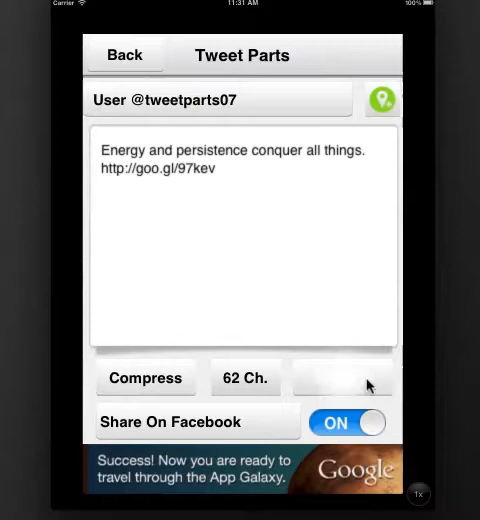 Carrier 11:31 AM 100%
Back Tweet Parts
User @tweetparts07
Energy and persistence conquer all things.
http://goo.gl/97kev
Compress 62 Ch.
Share On Facebook ON
Success! Now you are ready to
travel through the App Galaxy.
Google
1x